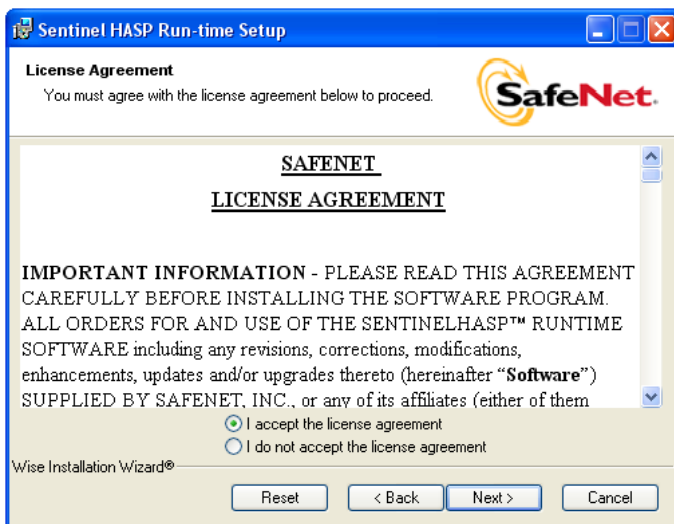 Sentinel HASP Run-time Setup
License Agreement
You must agree with the license agreement below to proceed.
SafeNet.
SAFENET
LICENSE AGREEMENT
IMPORTANT INFORMATION - PLEASE READ THIS AGREEMENT
CAREFULLY BEFORE INSTALLING THE SOFTWARE PROGRAM.
ALL ORDERS FOR AND USE OF THE SENTINELHASP™ RUNTIME
SOFTWARE including any revisions, corrections, modifications,
enhancements, updates and/or upgrades thereto (hereinafter “Software”)
SUPPLIED BY SAFENET, INC., or any of its affiliates (either of them
I accept the license agreement
I do not accept the license agreement
Wise Installation Wizard®
Reset
< Back
Next >
Cancel